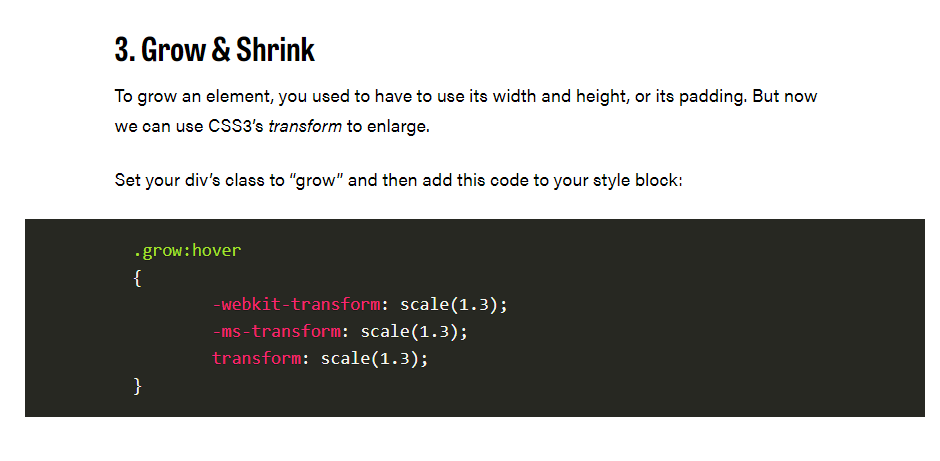 3. Grow & Shrink
To grow an element, you used to have to use its width and height, or its padding. But now
we can use CSS3’s transform to enlarge.
Set your div’s class to “grow” and then add this code to your style block:
.grow:hover
{
-webkit-transform: scale(1.3);
-ms-transform: scale(1.3);
transform: scale(1.3);
}